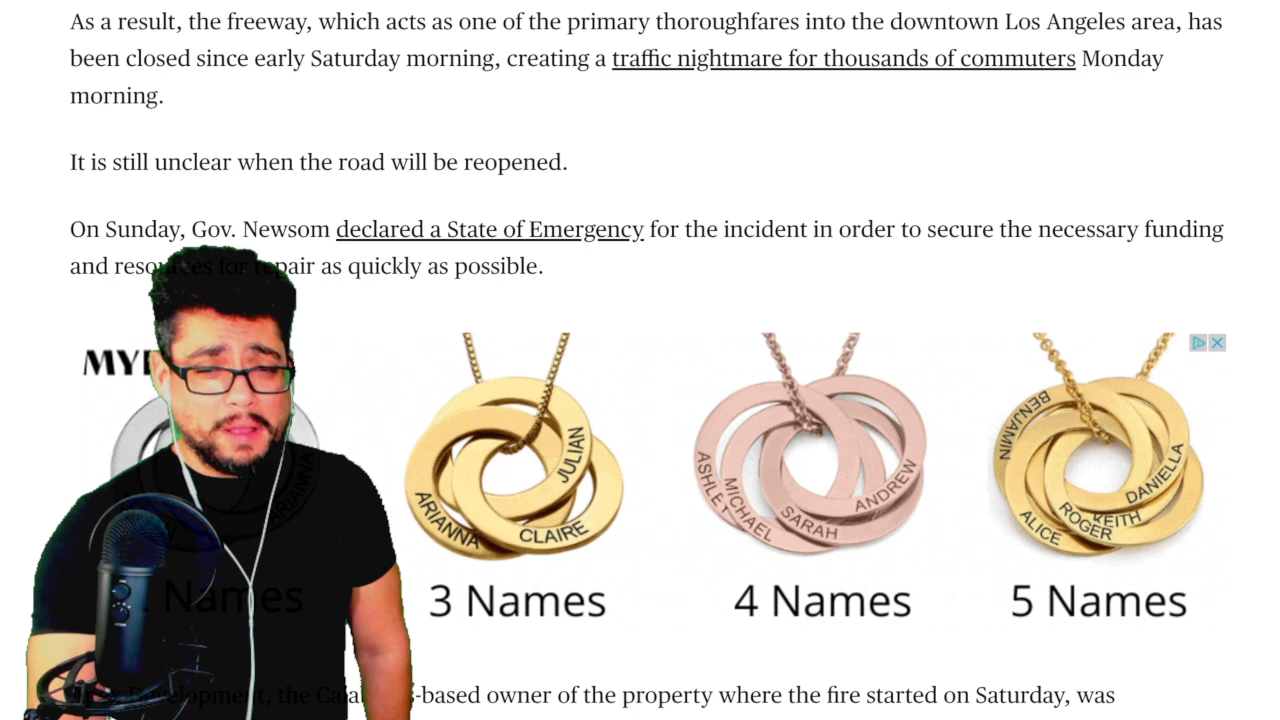 As a result, the freeway, which acts as one of the primary thoroughfares into the downtown Los Angeles area, has
been closed since early Saturday morning, creating a traffic nightmare for thousands of commuters Monday
morning.
It is still unclear when the road will be reopened.
On Sunday, Gov. Newsom declared a State of Emergency for the incident in order to secure the necessary funding
and resources for repair as quickly as possible.
ARIANNA
JULIAN
CLAIRE
ASHLEY
MICHAEL
SARAH
ANDREW
BENJAMIN
ALICE
ROGER
KEITH
DANIELLA
ARIANNA
Names
3 Names
4 Names
5 Names
Development, the -based owner of the property where the fire started on Saturday, was